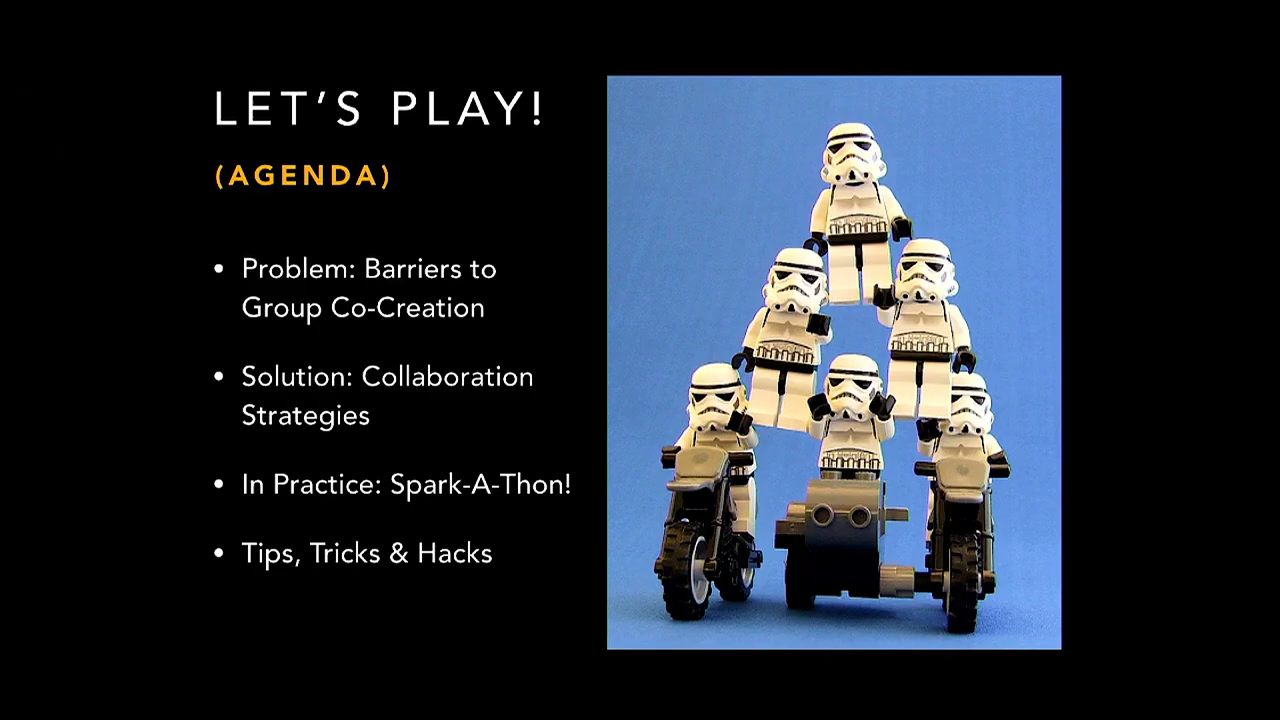 LET'S PLAY!
(AGENDA)
• Problem: Barriers to
Group Co-Creation
• Solution: Collaboration
Strategies
• In Practice: Spark-A-Thon!
• Tips, Tricks & Hacks